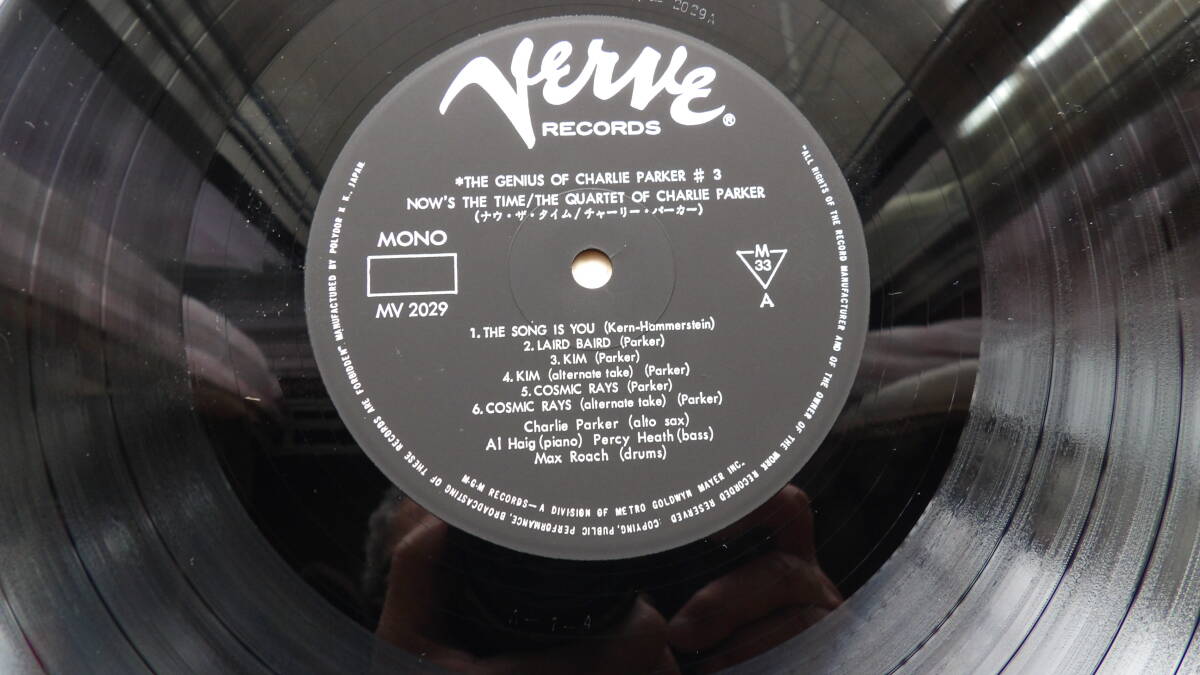 2029A
Verve®
RECORDS
*THE GENIUS OF CHARLIE PARKER # 3
NOW'S THE TIME/THE QUARTET OF CHARLIE PARKER
(ナウ・ザ・タイム/チャーリー・パーカー)
MONO
MV 2029
M
33
A
1. THE SONG IS YOU (Kern-Hammerstein)
2. LAIRD BAIRD (Parker)
3. KIM (Parker)
4. KIM (alternate take) (Parker)
5. COSMIC RAYS (Parker)
6. COSMIC RAYS (alternate take) (Parker)
Charlie Parker (alto sax)
Al Haig (piano) Percy Heath (bass)
Max Roach (drums)
M·G·M RECORDS—A DIVISION OF METRO GOLDWYN MAYER INC.
"ALL RIGHTS OF THE RECORD MANUFACTURER AND OF THE OWNER OF THE WORK RECORDED RESERVED. COPYING, PUBLIC PERFORMANCE, BROADCASTING OF THESE RECORDS ARE FORBIDDEN". MANUFACTURED BY POLYDOR K. K., JAPAN